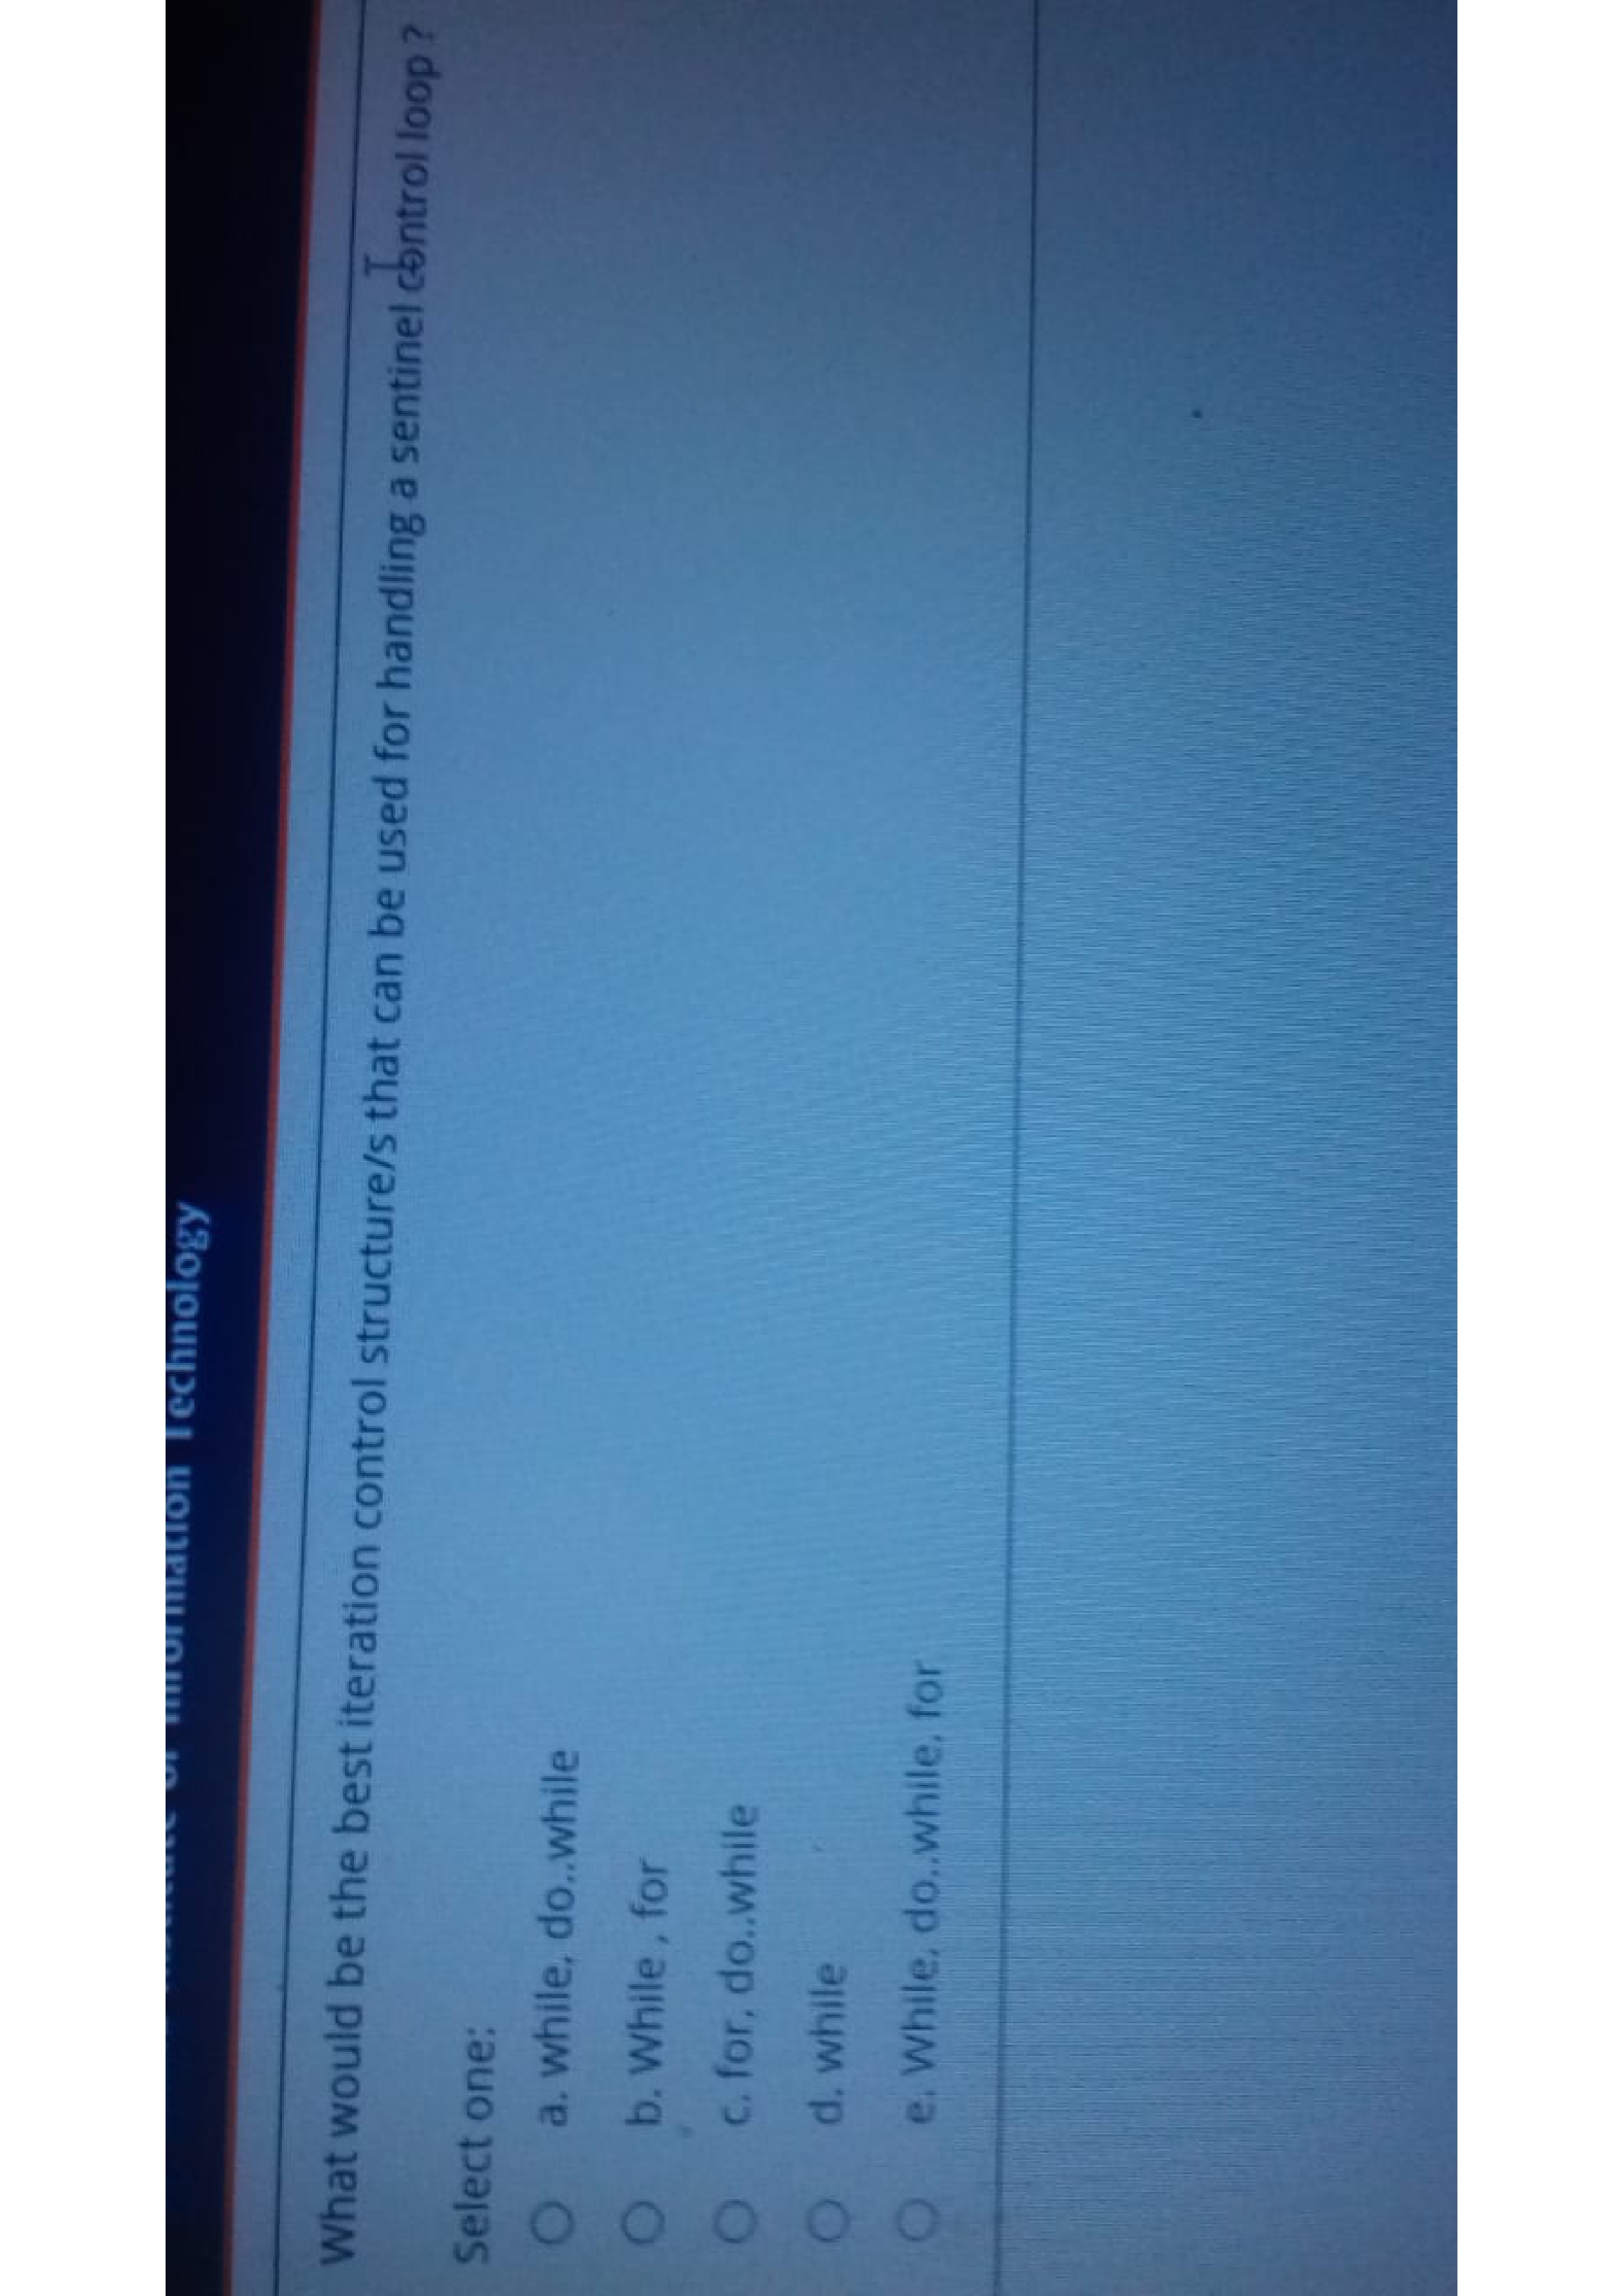 of Information Technology
What would be the best iteration control structure/s that can be used for handling a sentinel control loop ?
Select one:
a. while, do..while
b. While , for
c. for, do..while
d. while
e. While, do..while, for